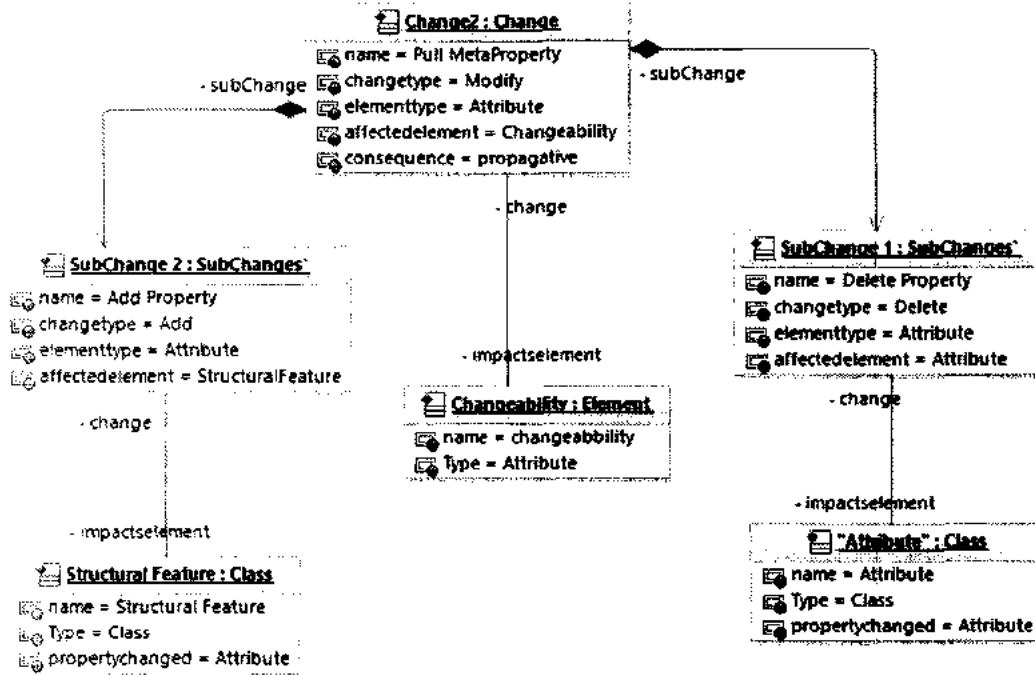 Change2 : Change
name = Pull MetaProperty
changetype = Modify
elementtype = Attribute
affectedelement = Changeability
consequence = propagative
- subChange
- subChange
- change
SubChange 2 : SubChanges`
name = Add Property
changetype = Add
elementtype = Attribute
affectedelement = StructuralFeature
SubChange 1 : SubChanges`
name = Delete Property
changetype = Delete
elementtype = Attribute
affectedelement = Attribute
- impactselement
- change
- change
Changeability : Element
name = changeabbility
Type = Attribute
- impactselement
- impactselement
Structural Feature : Class
name = Structural Feature
Type = Class
propertychanged = Attribute
"Attribute" : Class
name = Attribute
Type = Class
propertychanged = Attribute